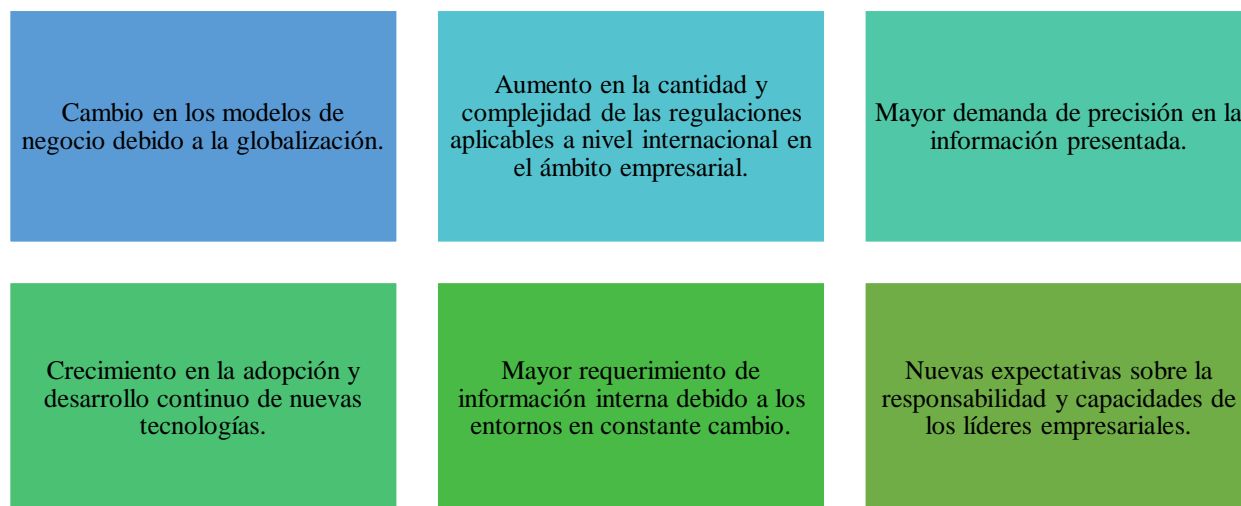 Cambio en los modelos de
negocio debido a la globalización.
Aumento en la cantidad y
complejidad de las regulaciones
aplicables a nivel internacional en
el ámbito empresarial.
Mayor demanda de precisión en la
información presentada.
Crecimiento en la adopción y
desarrollo continuo de nuevas
tecnologías.
Mayor requerimiento de
información interna debido a los
entornos en constante cambio.
Nuevas expectativas sobre la
responsabilidad y capacidades de
los líderes empresariales.